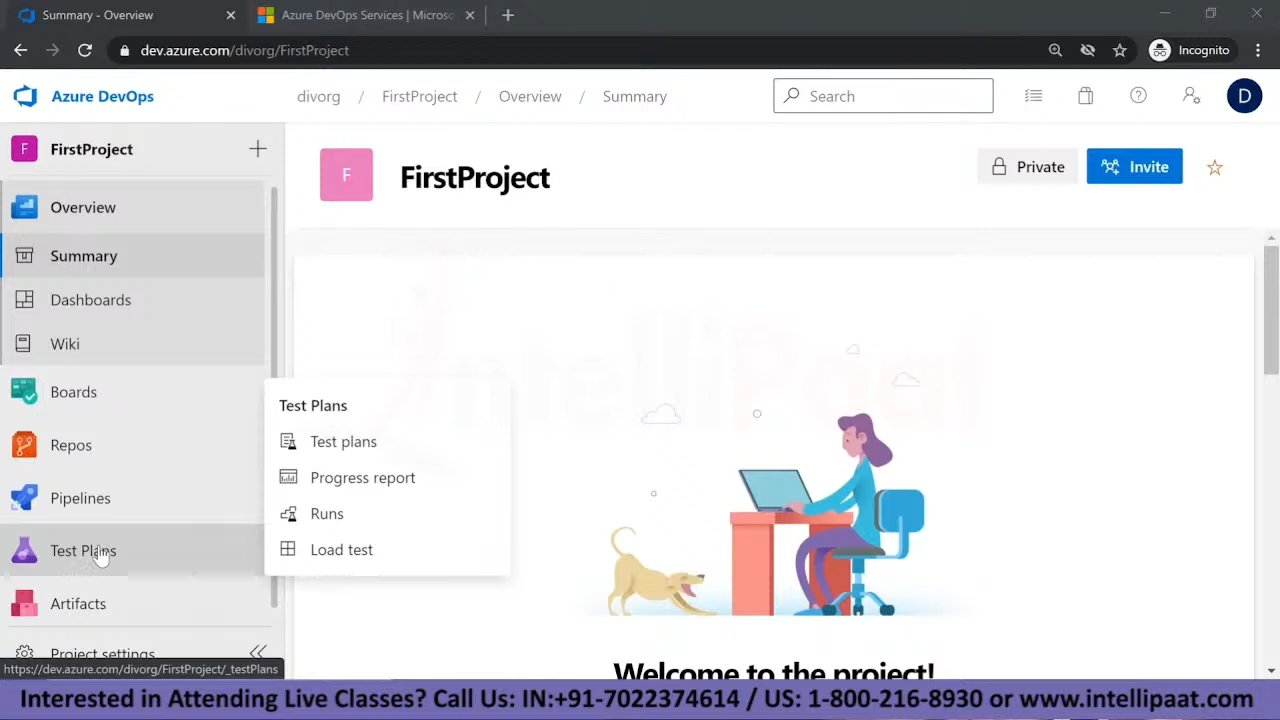 Summary - Overview
Azure DevOps Services | Microso
dev.azure.com/divorg/FirstProject
Incognito
Azure DevOps
divorg / FirstProject / Overview / Summary
Search
D
F FirstProject
F
FirstProject
Private
Invite
Overview
Summary
Dashboards
Wiki
Boards
Repos
Pipelines
Test Plans
Artifacts
Project settings
Test Plans
Test plans
Progress report
Runs
Load test
IntelliPaat
Welcome to the project!
https://dev.azure.com/divorg/FirstProject/_testPlans
Interested in Attending Live Classes? Call Us: IN:+91-7022374614 / US: 1-800-216-8930 or www.intellipaat.com